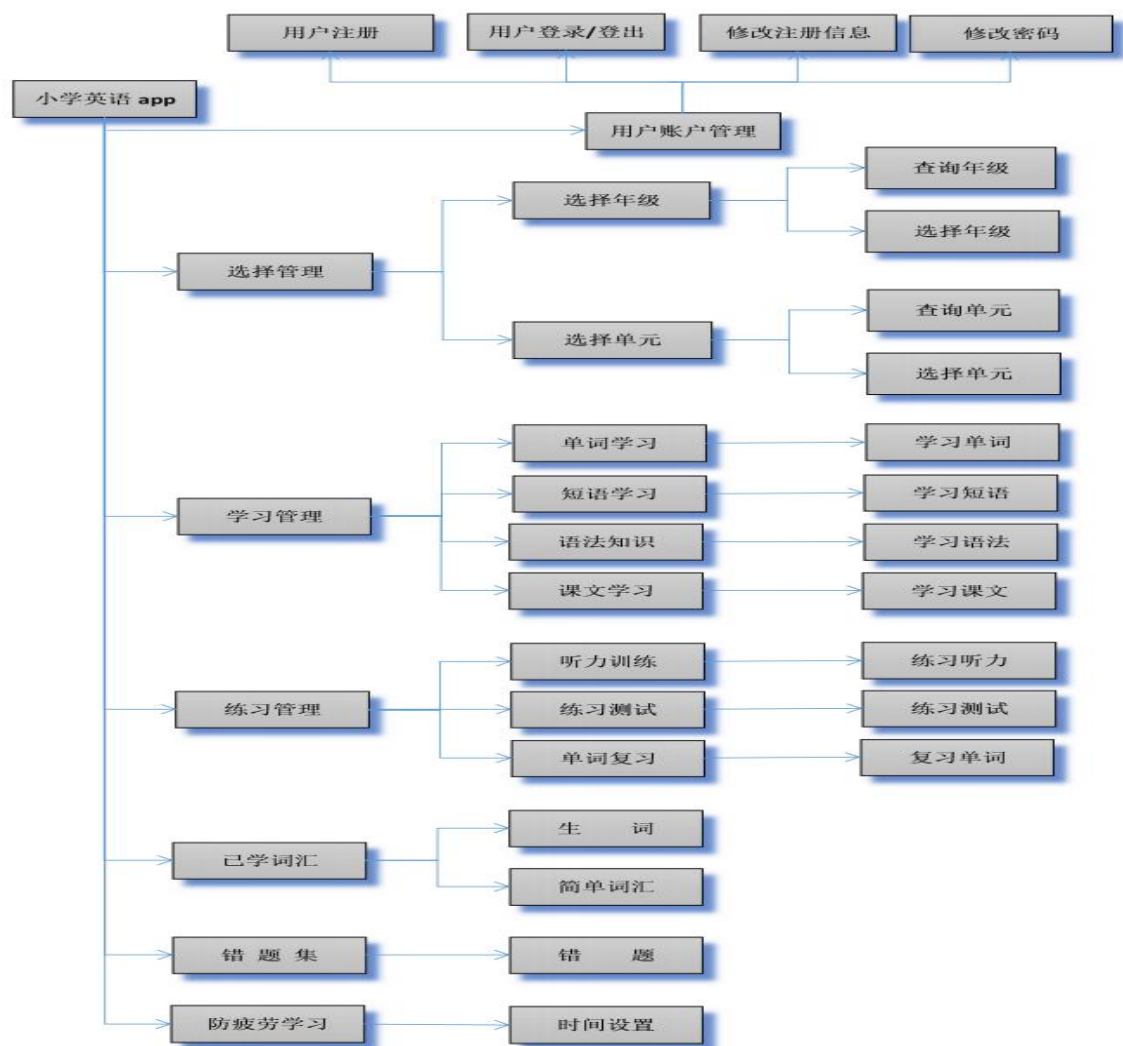 用户注册
用户登录/登出
修改注册信息
修改密码
小学英语 app
用户账户管理
选择管理
选择年级
查询年级
选择年级
选择单元
查询单元
选择单元
学习管理
单词学习
学习单词
短语学习
学习短语
语法知识
学习语法
课文学习
学习课文
练习管理
听力训练
练习听力
练习测试
练习测试
单词复习
复习单词
已学词汇
生 词
简单词汇
错 题 集
错 题
防疲劳学习
时间设置